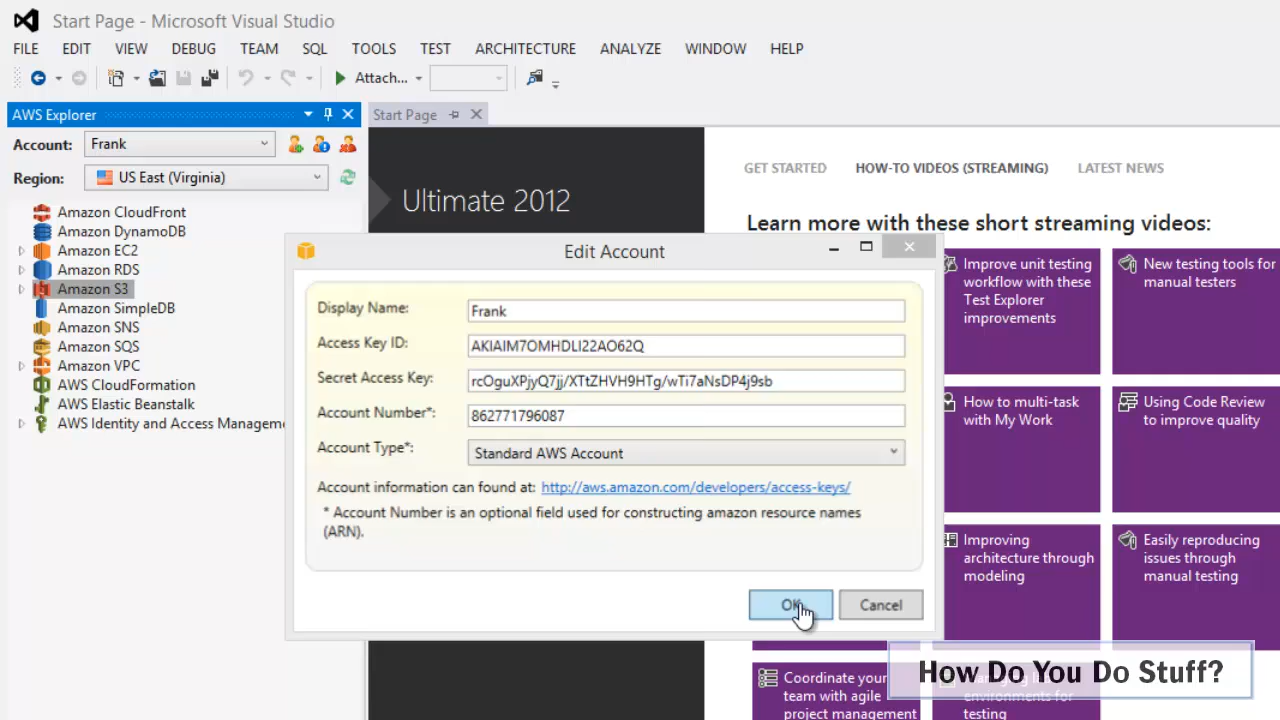 Start Page - Microsoft Visual Studio
FILE EDIT VIEW DEBUG TEAM SQL TOOLS TEST ARCHITECTURE ANALYZE WINDOW HELP
Attach...
AWS Explorer
Start Page
Account: Frank
Region: US East (Virginia)
Amazon CloudFront
Amazon DynamoDB
Amazon EC2
Amazon RDS
Amazon S3
Amazon SimpleDB
Amazon SNS
Amazon SQS
Amazon VPC
AWS CloudFormation
AWS Elastic Beanstalk
AWS Identity and Access Manageme
Ultimate 2012
GET STARTED HOW-TO VIDEOS (STREAMING) LATEST NEWS
Learn more with these short streaming videos:
Edit Account
Display Name: Frank
Access Key ID: AKIAIM7OMHDLI22AO62Q
Secret Access Key: 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
Account Number*: 862771796087
Account Type*: Standard AWS Account
Account information can found at: http://aws.amazon.com/developers/access-keys/
* Account Number is an optional field used for constructing amazon resource names
(ARN).
OK Cancel
Improve unit testing
workflow with these
Test Explorer
improvements
New testing tools for
manual testers
How to multi-task
with My Work
Using Code Review
to improve quality
Improving
architecture through
modeling
Easily reproducing
issues through
manual testing
Coordinate your
team with agile
project management
environments for
testing
How Do You Do Stuff?